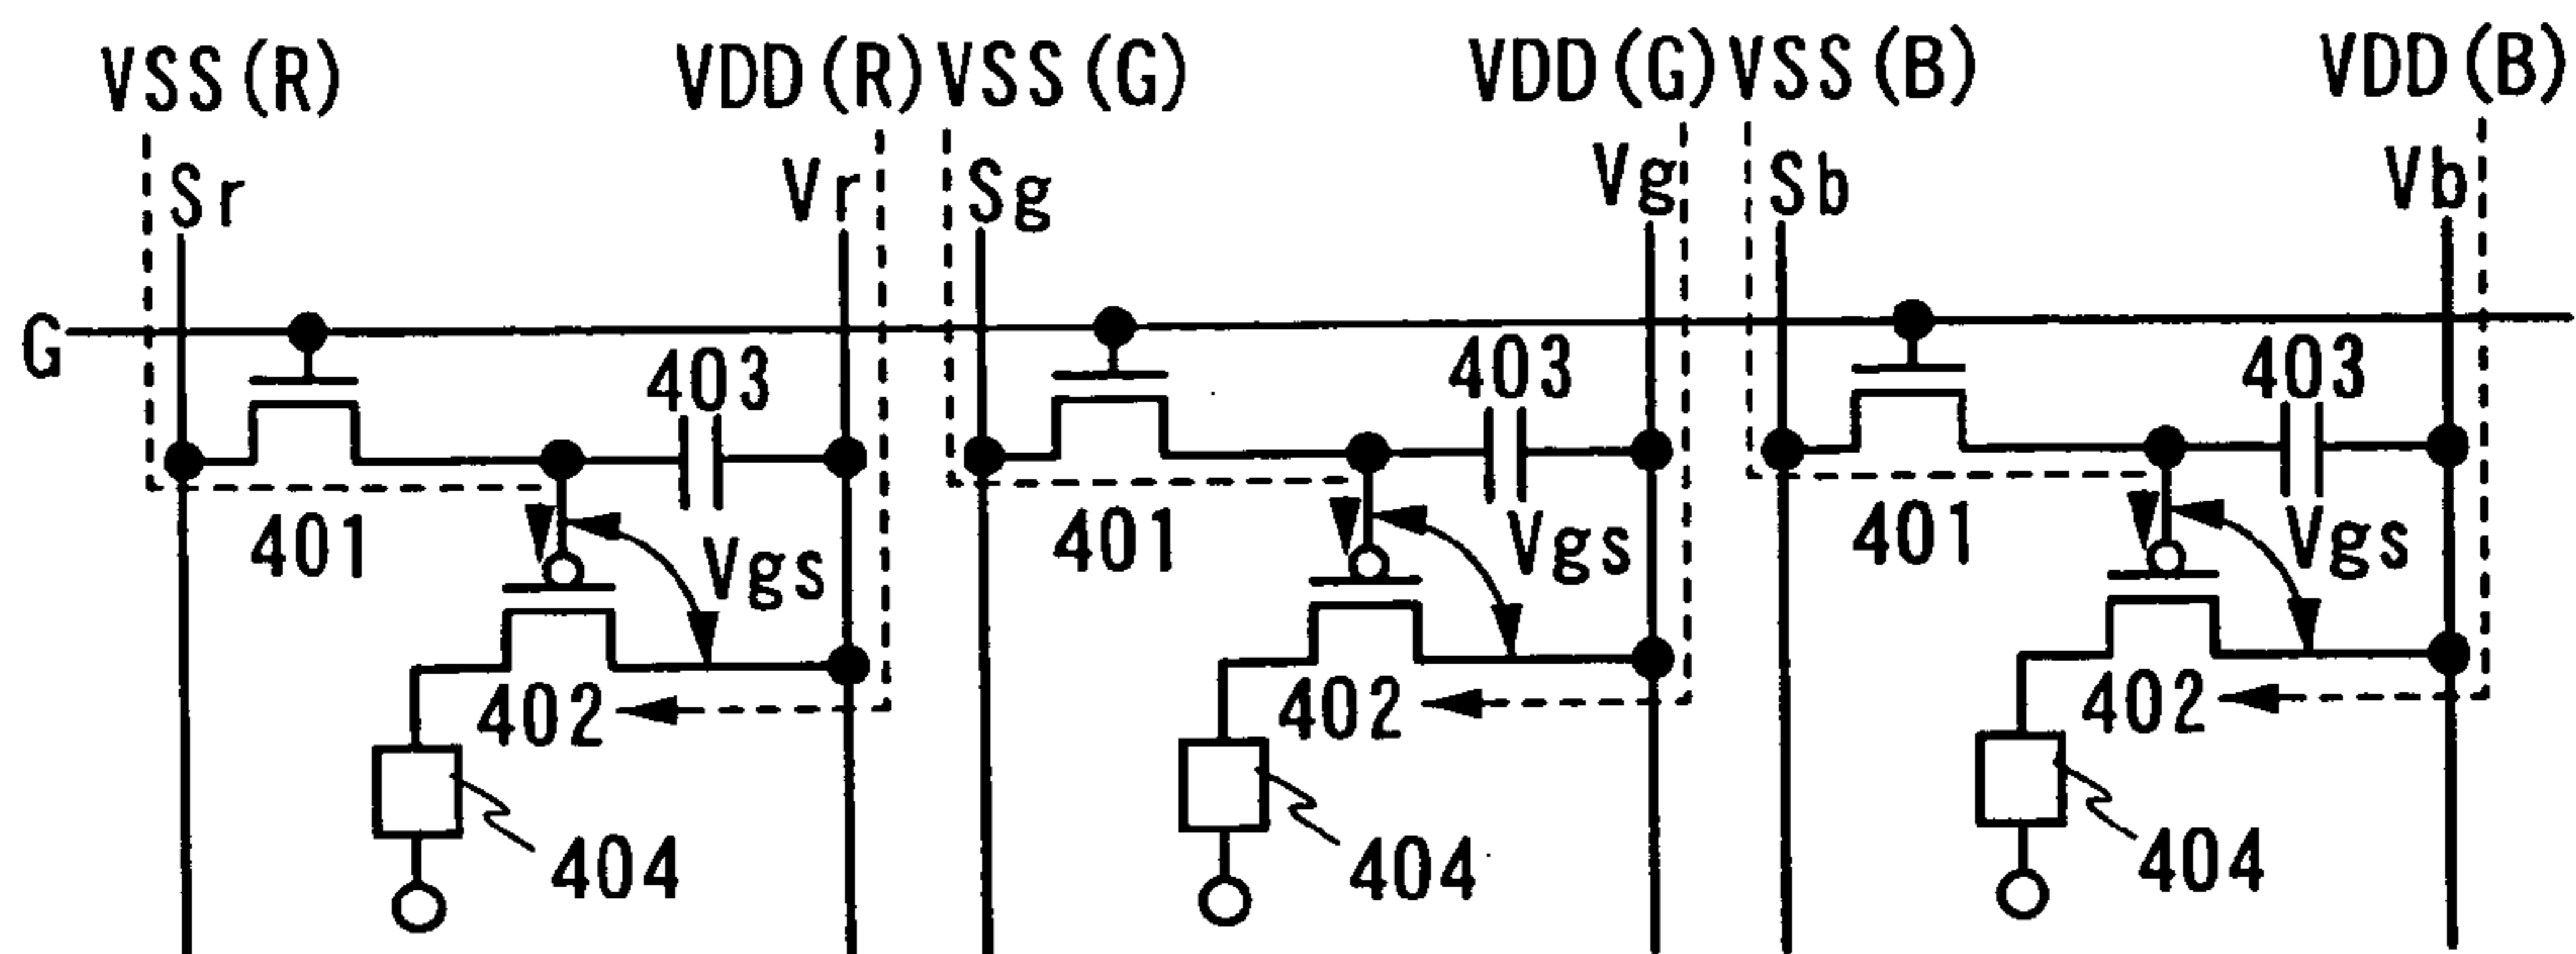 VSS(R) VDD(R) VSS(G) VDD(G) VSS(B) VDD(B)
Sr Vr Sg Vg Sb Vb
G
403 403 403
401 Vgs 401 Vgs 401 Vgs
402 402 402
404 404 404